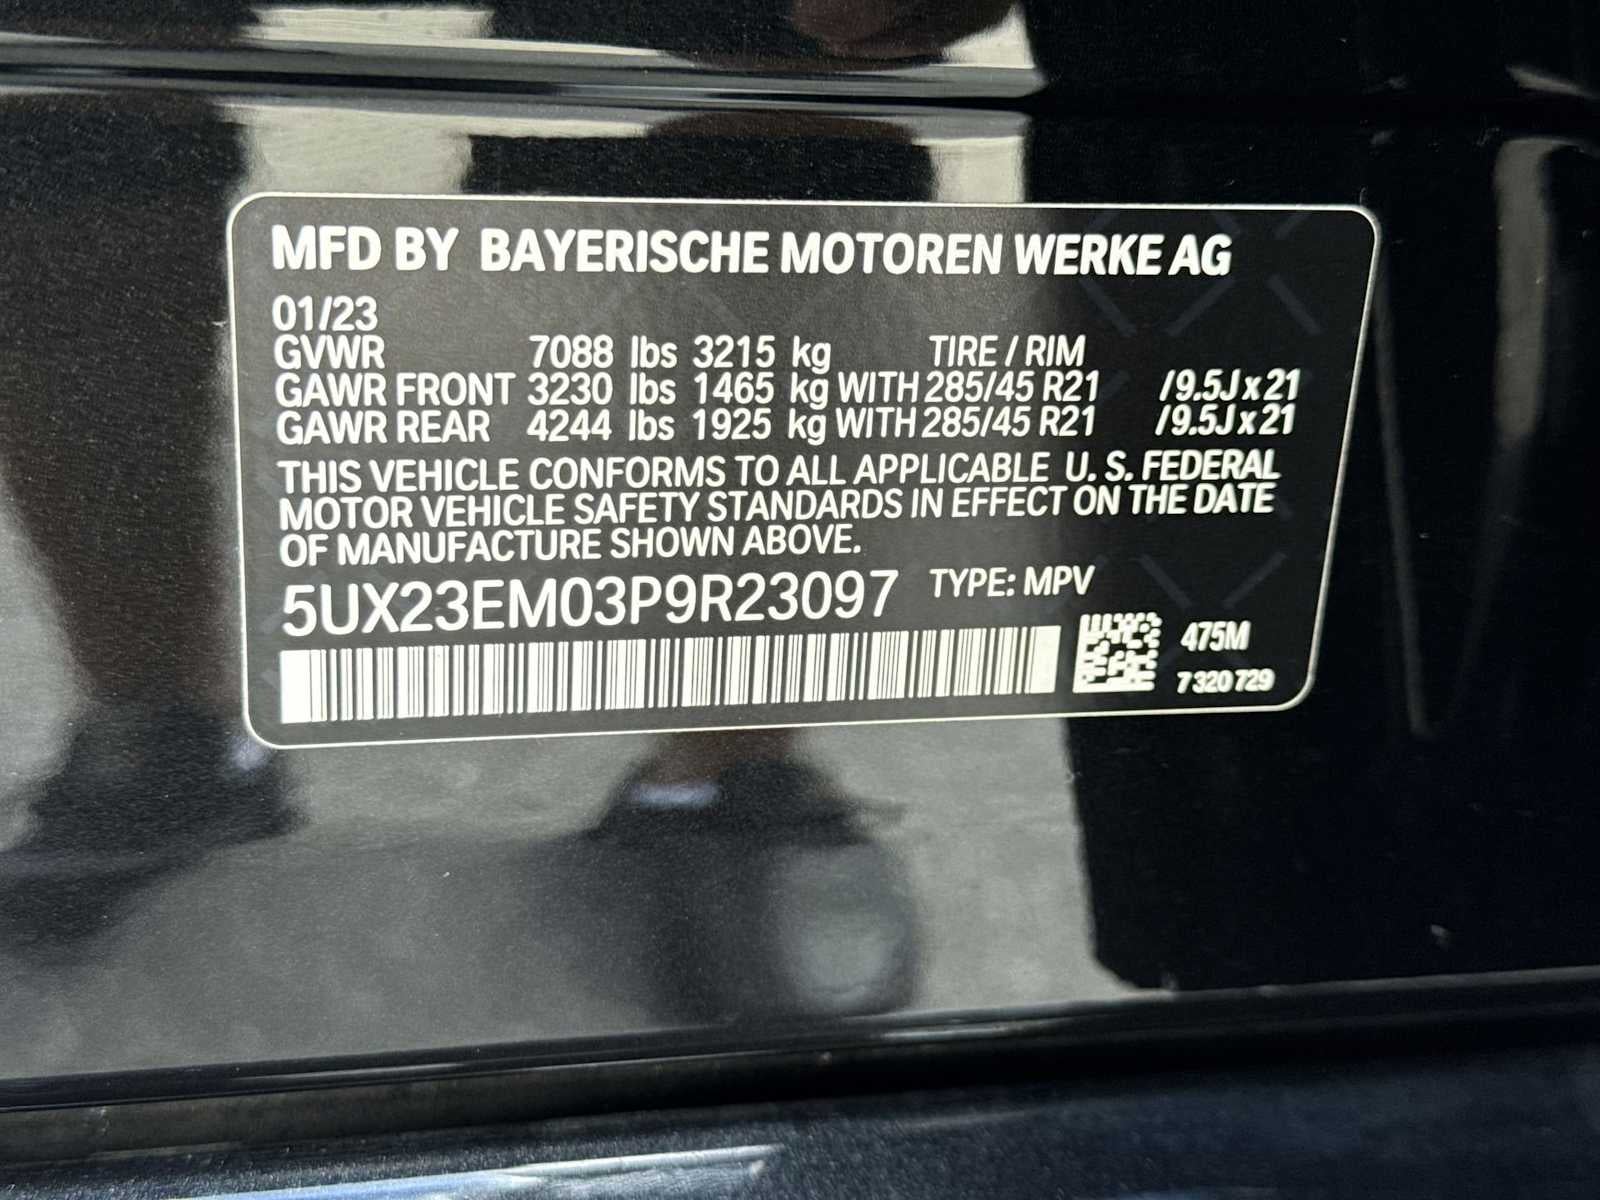 MFD BY BAYERISCHE MOTOREN WERKE AG
01/23
GVWR 7088 lbs 3215 kg TIRE / RIM
GAWR FRONT 3230 lbs 1465 kg WITH 285/45 R21 /9.5J x 21
GAWR REAR 4244 lbs 1925 kg WITH 285/45 R21 /9.5J x 21
THIS VEHICLE CONFORMS TO ALL APPLICABLE U. S. FEDERAL
MOTOR VEHICLE SAFETY STANDARDS IN EFFECT ON THE DATE
OF MANUFACTURE SHOWN ABOVE.
5UX23EM03P9R23097 TYPE: MPV
475M
7 320 729